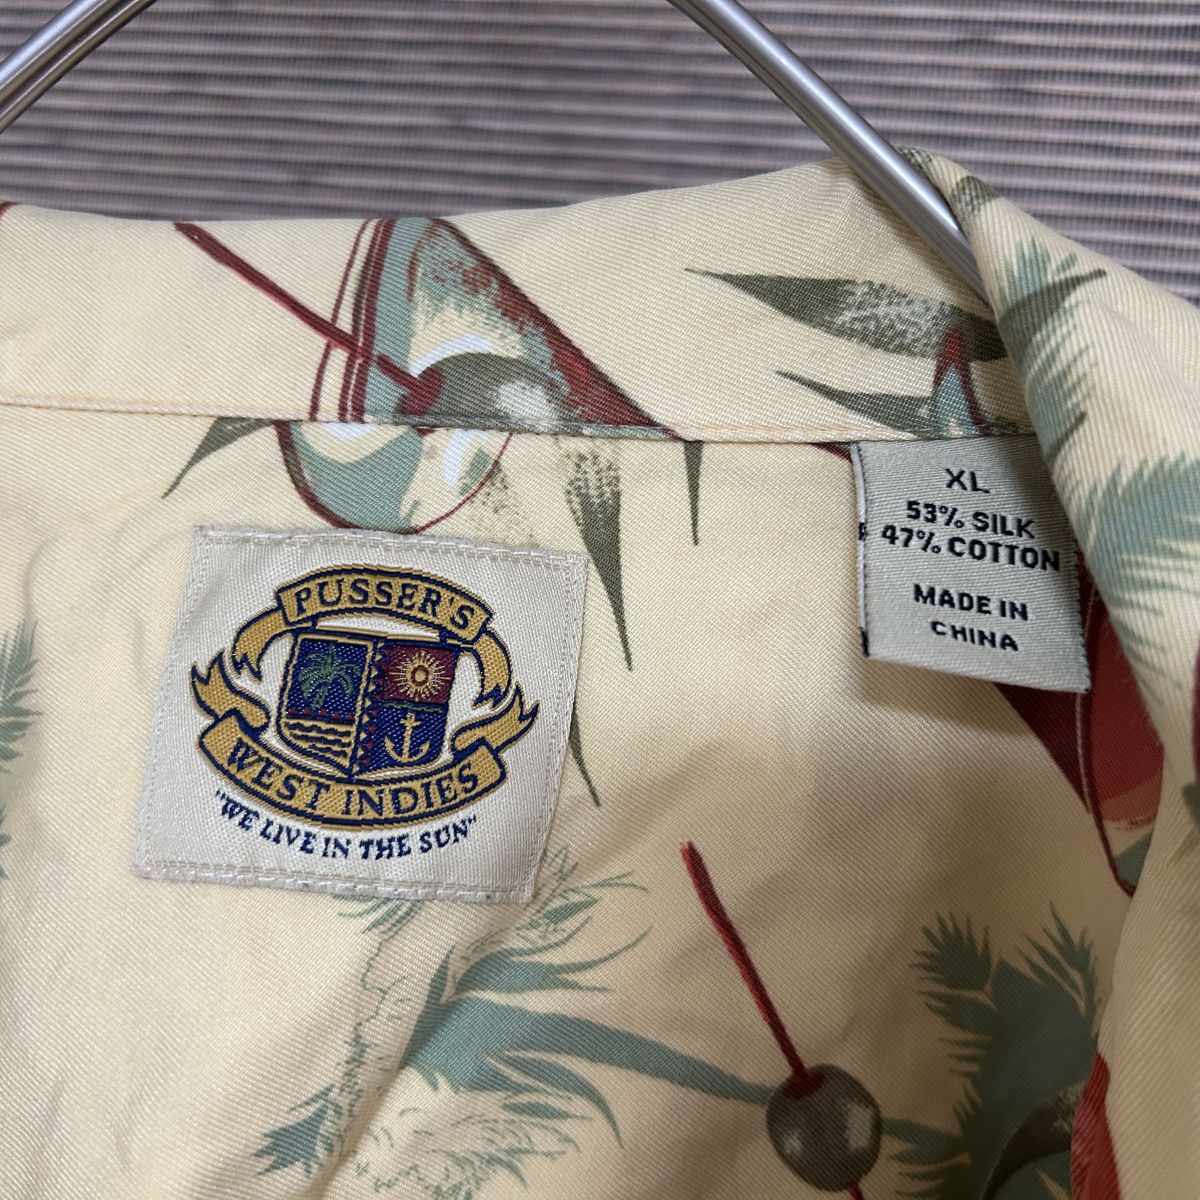 PUSSER'S
WEST INDIES
"WE LIVE IN THE SUN"
XL
53% SILK
47% COTTON
MADE IN
CHINA